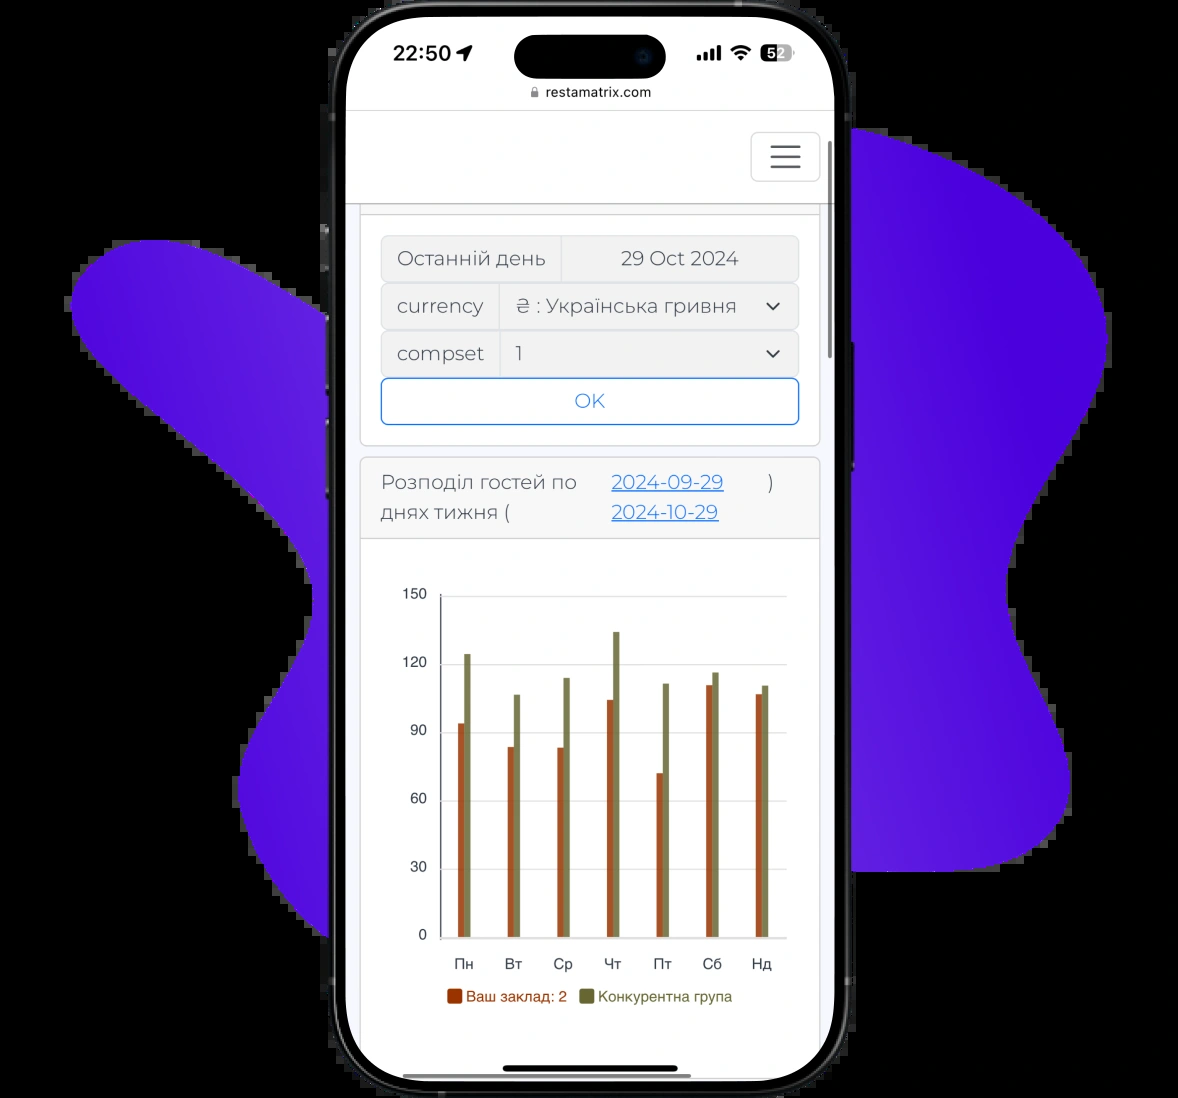 22:50
52
restamatrix.com
Останній день 29 Oct 2024
currency ₴ : Українська гривня
compset 1
OK
Розподіл гостей по 2024-09-29 )
днях тижня ( 2024-10-29
150
120
90
60
30
0
Пн Вт Ср Чт Пт Сб Нд
Ваш заклад: 2 Конкурентна група